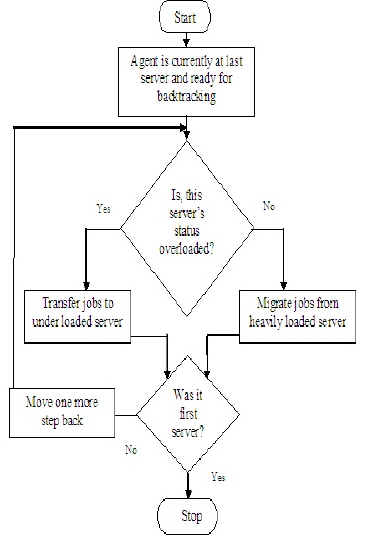 Start
Agent is currently at last
server and ready for
backtracking
Is, this
server's
status
overloaded?
Yes
No
Transfer jobs to
under loaded server
Migrate jobs from
heavily loaded server
Was it
first
server?
Move one more
step back
No
Yes
Stop